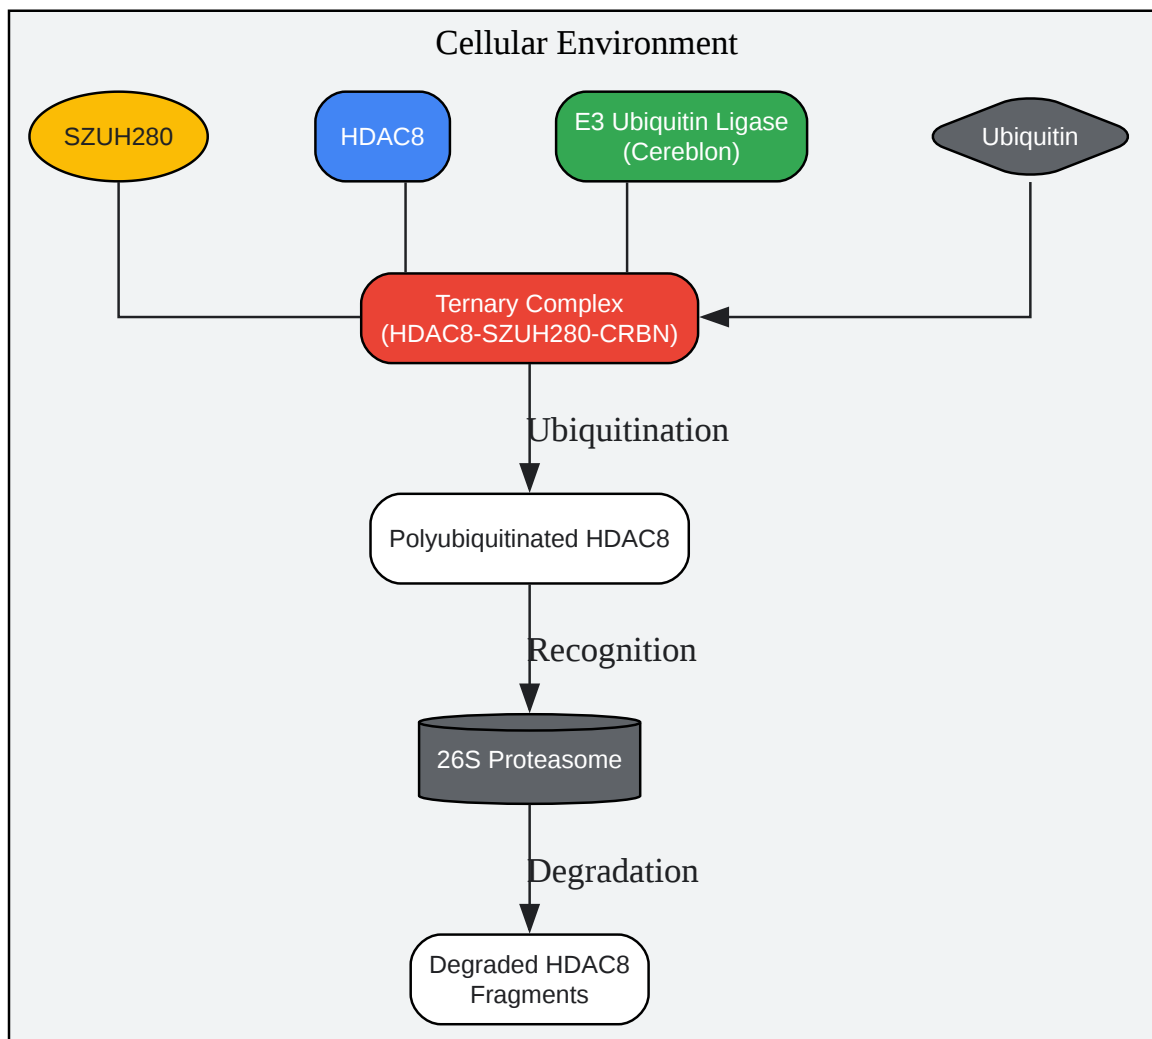 Cellular Environment
SZUH280
HDAC8
E3 Ubiquitin Ligase
(Cereblon)
Ubiquitin
Ternary Complex
(HDAC8-SZUH280-CRBN)
Ubiquitination
Polyubiquitinated HDAC8
Recognition
26S Proteasome
Degradation
Degraded HDAC8
Fragments